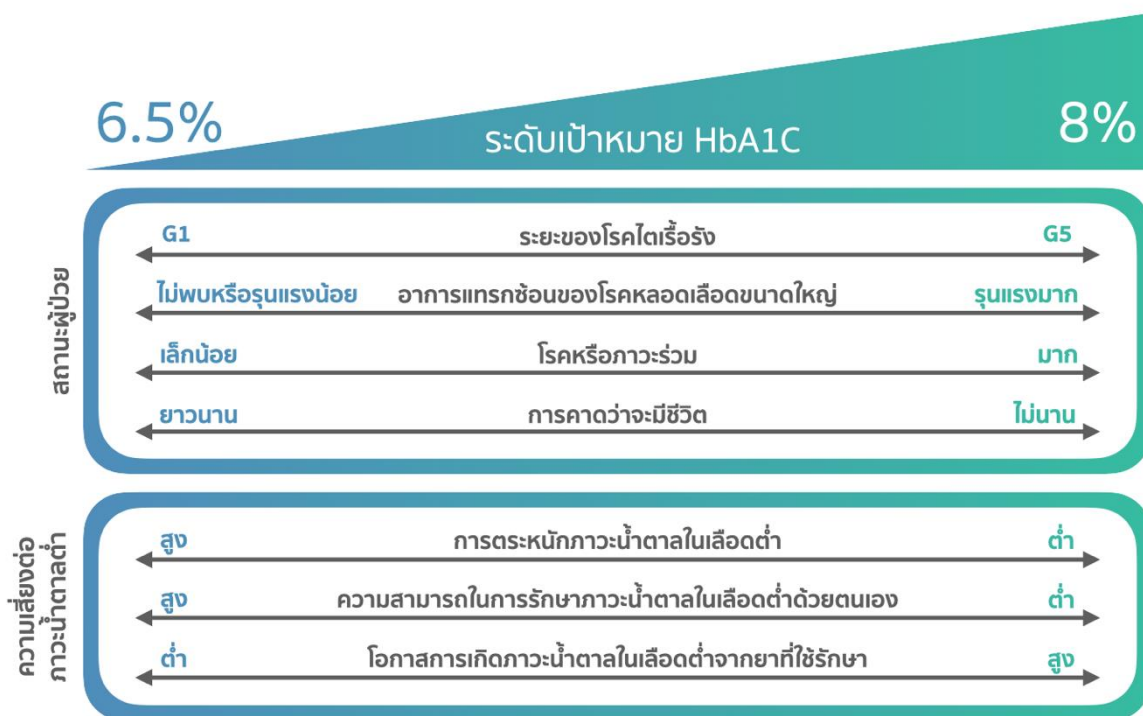 6.5%
ระดับเป้าหมาย HbA1C
8%
สถานะผู้ป่วย
G1 ระยะของโรคไตเรื้อรัง G5
ไม่พบหรือรุนแรงน้อย อาการแทรกซ้อนของโรคหลอดเลือดขนาดใหญ่ รุนแรงมาก
เล็กน้อย โรคหรือภาวะร่วม มาก
ยาวนาน การคาดว่าจะมีชีวิต ไม่นาน
ความเสี่ยงต่อ
ภาวะน้ำตาลต่ำ
สูง การตระหนักภาวะน้ำตาลในเลือดต่ำ ต่ำ
สูง ความสามารถในการรักษาภาวะน้ำตาลในเลือดต่ำด้วยตนเอง ต่ำ
ต่ำ โอกาสการเกิดภาวะน้ำตาลในเลือดต่ำจากยาที่ใช้รักษา สูง